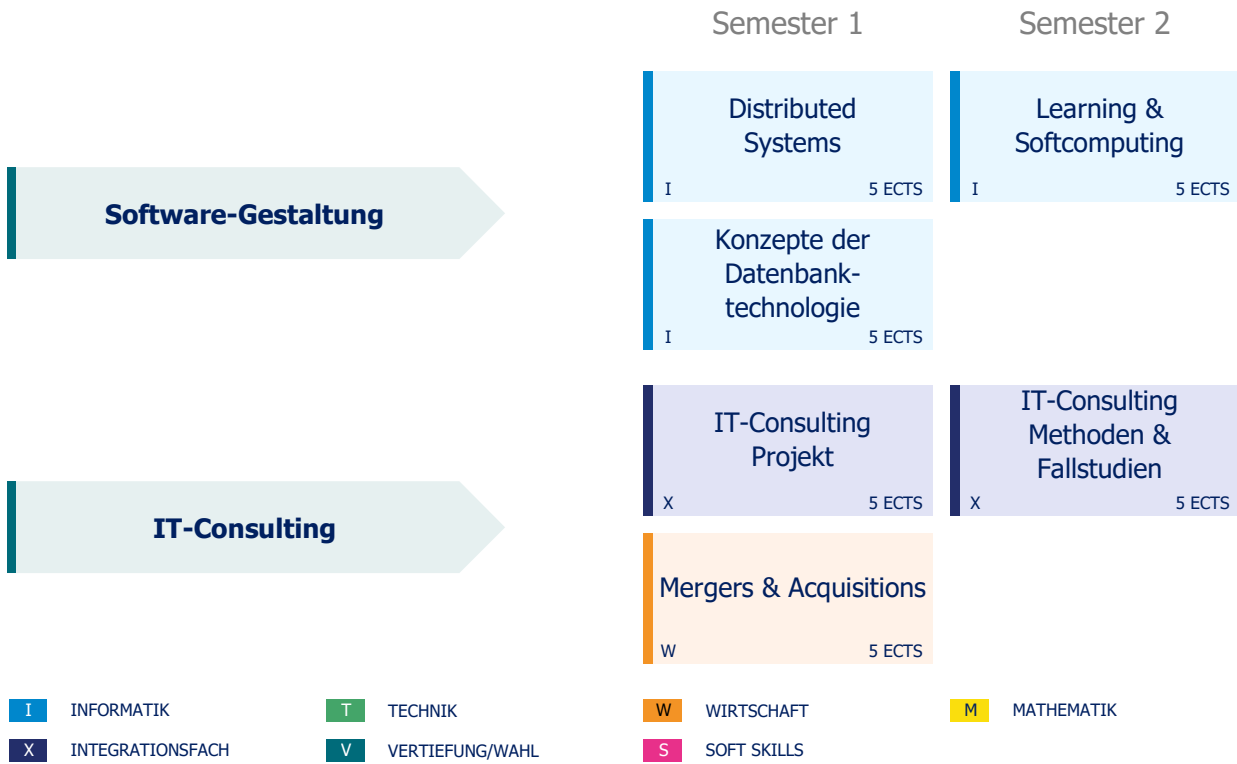 Semester 1
Semester 2
Software-Gestaltung
Distributed
Systems
I 5 ECTS
Learning &
Softcomputing
I 5 ECTS
Konzepte der
Datenbank-
technologie
I 5 ECTS
IT-Consulting
IT-Consulting
Projekt
X 5 ECTS
IT-Consulting
Methoden &
Fallstudien
X 5 ECTS
Mergers & Acquisitions
W 5 ECTS
I INFORMATIK
T TECHNIK
W WIRTSCHAFT
M MATHEMATIK
X INTEGRATIONSFACH
V VERTIEFUNG/WAHL
S SOFT SKILLS